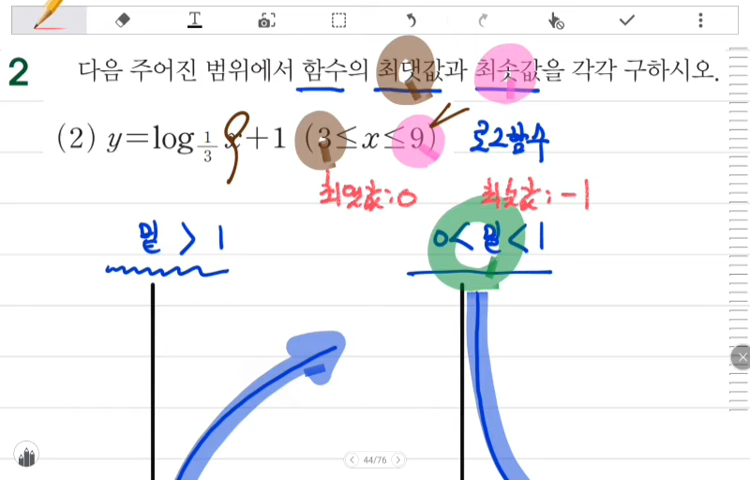 2 다음 주어진 범위에서 함수의 최댓값과 최솟값을 각각 구하시오.
(2) y=log 1/3 x+1 (3≤x≤9) 로그함수
최댓값:0 최솟값:-1
밑 > 1 0< 밑 < 1
44/76